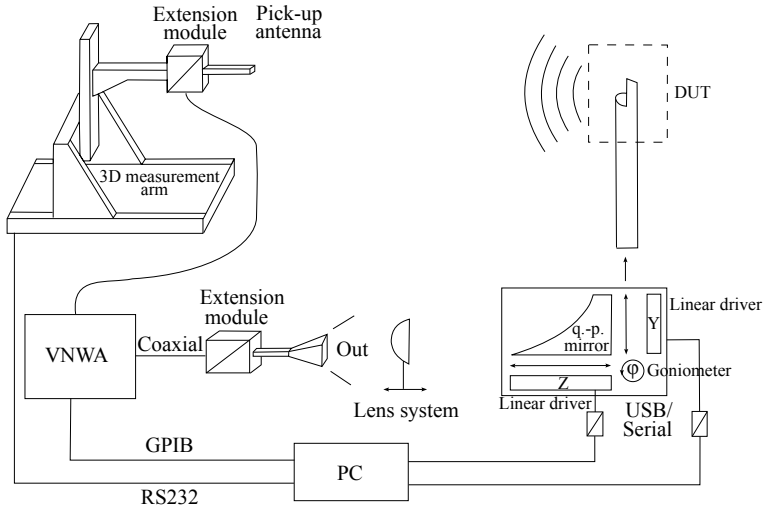 Extension
module
Pick-up
antenna
DUT
3D measurement
arm
Extension
module
VNWA
Coaxial
Out
Lens system
q.-p.
mirror
Y
Linear driver
φ
Goniometer
Z
Linear driver
USB/
Serial
GPIB
PC
RS232